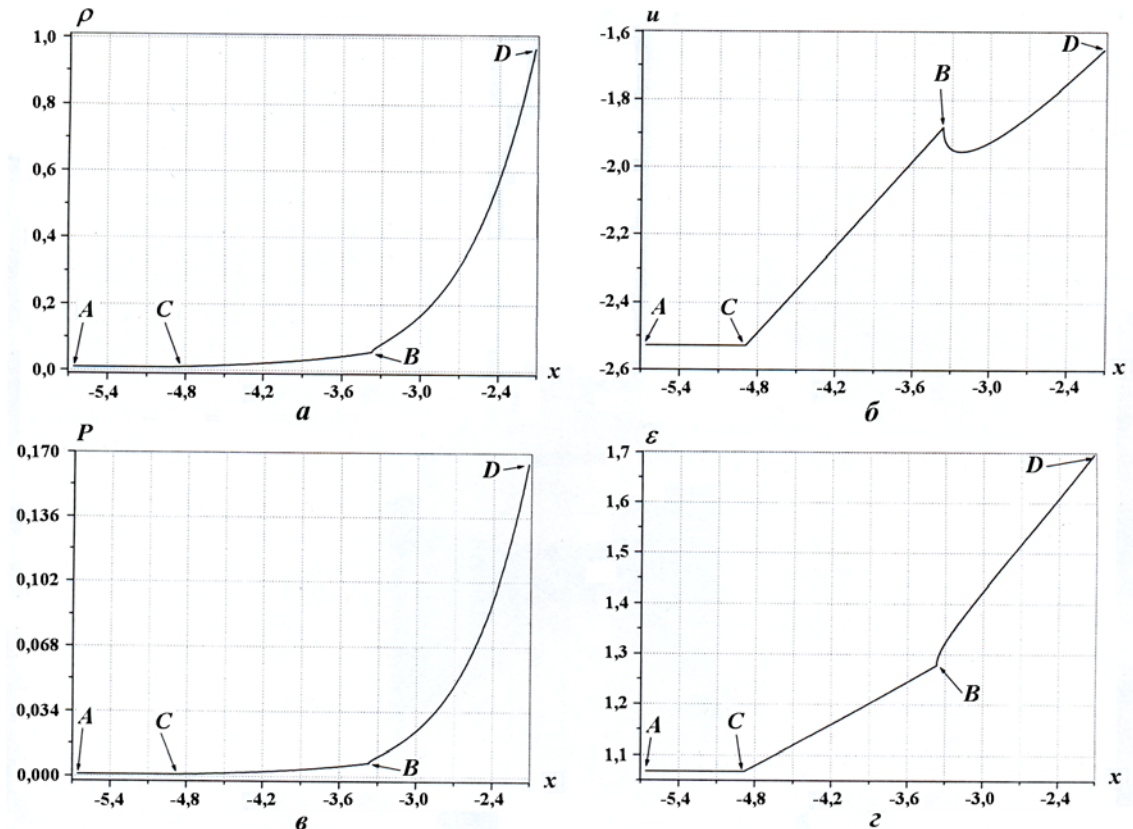 ρ
1,0
0,8
0,6
0,4
0,2
0,0
A
C
B
D
-5,4 -4,8 -4,2 -3,6 -3,0 -2,4 x
а
u
-1,6
-1,8
-2,0
-2,2
-2,4
-2,6
A
C
B
D
-5,4 -4,8 -4,2 -3,6 -3,0 -2,4 x
б
P
0,170
0,136
0,102
0,068
0,034
0,000
A
C
B
D
-5,4 -4,8 -4,2 -3,6 -3,0 -2,4 x
в
ε
1,7
1,6
1,5
1,4
1,3
1,2
1,1
A
C
B
D
-5,4 -4,8 -4,2 -3,6 -3,0 -2,4 x
г